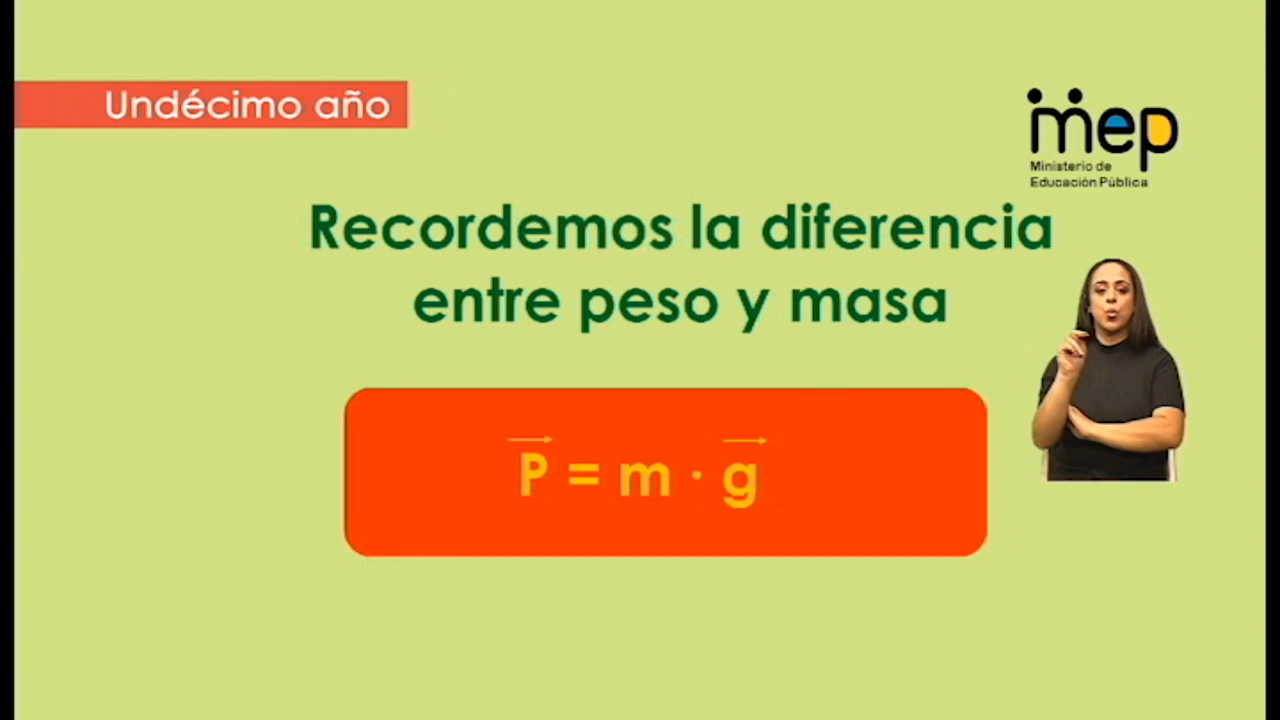 Undécimo año
mep
Ministerio de
Educación Pública
Recordemos la diferencia
entre peso y masa
P⃗ = m · g⃗